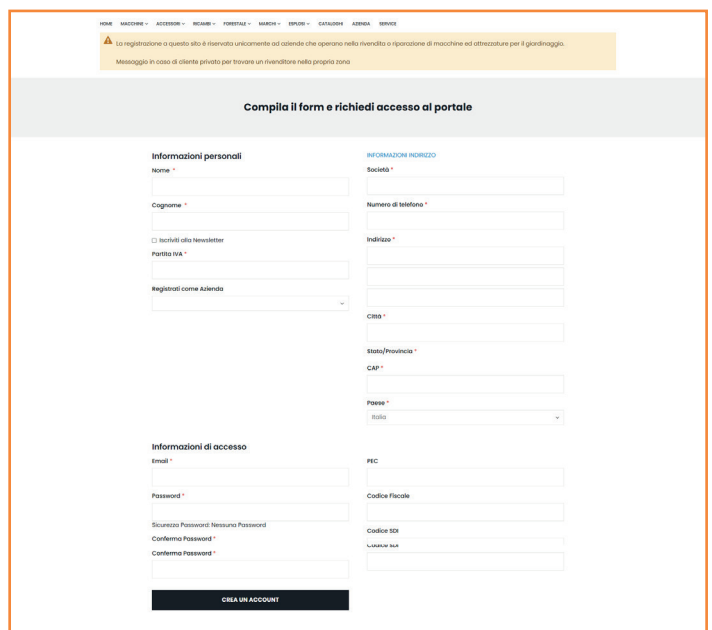 HOME MACCHINE ACCESSORI RICAMBI FORESTALE MARCHI ESPLOSI CATALOGHI AZIENDA SERVICE
La registrazione a questo sito è riservata unicamente ad aziende che operano nella rivendita o riparazione di macchine ed attrezzature per il giardinaggio.
Messaggio in caso di cliente privato per trovare un rivenditore nella propria zona
Compila il form e richiedi accesso al portale
Informazioni personali
Nome *
Cognome *
Iscriviti alla Newsletter
Partita IVA *
Registrati come Azienda
INFORMAZIONI INDIRIZZO
Società *
Numero di telefono *
Indirizzo *
Città *
Stato/Provincia *
CAP *
Paese *
Italia
Informazioni di accesso
Email *
Password *
Sicurezza Password: Nessuna Password
Conferma Password *
Conferma Password *
PEC
Codice Fiscale
Codice SDI
Codice SDI
CREA UN ACCOUNT